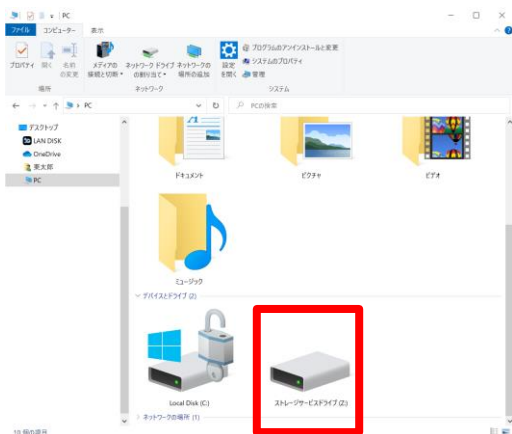 PC
ファイル
コンピューター
表示
プロパティ
開く
名前
の変更
メディアの
接続と切断
ネットワーク ドライブ
の割り当て
ネットワークの
場所の追加
設定
を開く
プログラムのアンインストールと変更
システムのプロパティ
管理
場所
ネットワーク
システム
PC
PCの検索
デスクトップ
LAN DISK
OneDrive
英太郎
PC
ドキュメント
ピクチャ
ビデオ
ミュージック
デバイスとドライブ (2)
Local Disk (C:)
ストレージサービスドライブ (Z:)
ネットワークの場所 (1)